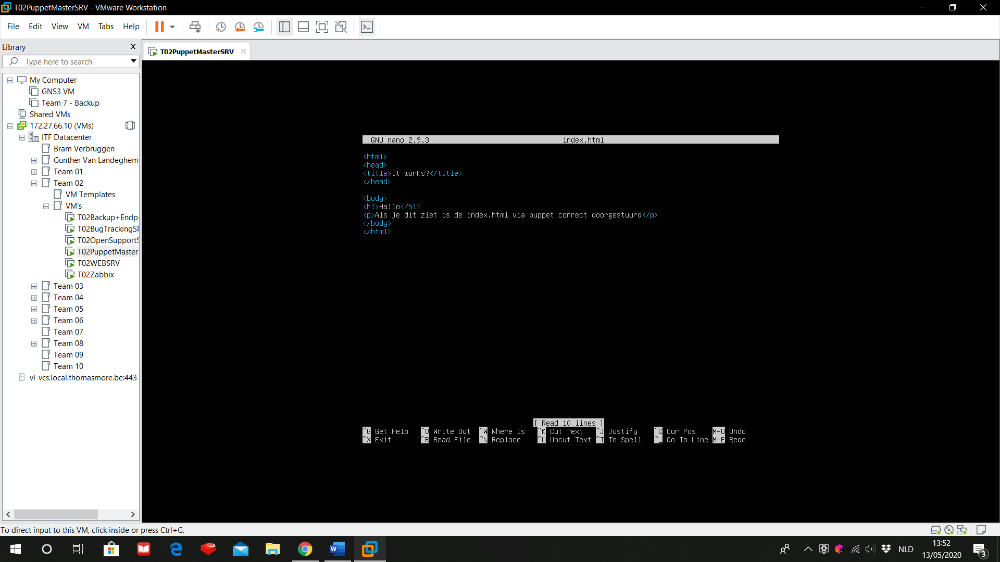 T02PuppetMasterSRV - VMware Workstation
File Edit View VM Tabs Help
Library
Type here to search
T02PuppetMasterSRV
My Computer
GNS3 VM
Team 7 - Backup
Shared VMs
172.27.66.10 (VMs)
ITF Datacenter
Bram Verbruggen
Gunther Van Landeghem
Team 01
Team 02
VM Templates
VM's
T02Backup+Endp
T02BugTrackingS
T02OpenSupportS
T02PuppetMaster
T02WEBSRV
T02Zabbix
Team 03
Team 04
Team 05
Team 06
Team 07
Team 08
Team 09
Team 10
vl-vcs.local.thomasmore.be:443
GNU nano 2.9.3 index.html
<html>
<head>
<title>It works?</title>
</head>
<body>
<h1>Hallo</h1>
<p>Als je dit ziet is de index.html via puppet correct doorgestuurd</p>
</body>
</html>
[ Read 10 lines ]
^G Get Help ^O Write Out ^W Where Is ^K Cut Text ^J Justify ^C Cur Pos M-U Undo
^X Exit ^R Read File ^\ Replace ^U Uncut Text ^T To Spell ^_ Go To Line M-E Redo
To direct input to this VM, click inside or press Ctrl+G.
NLD
13:52
13/05/2020
3